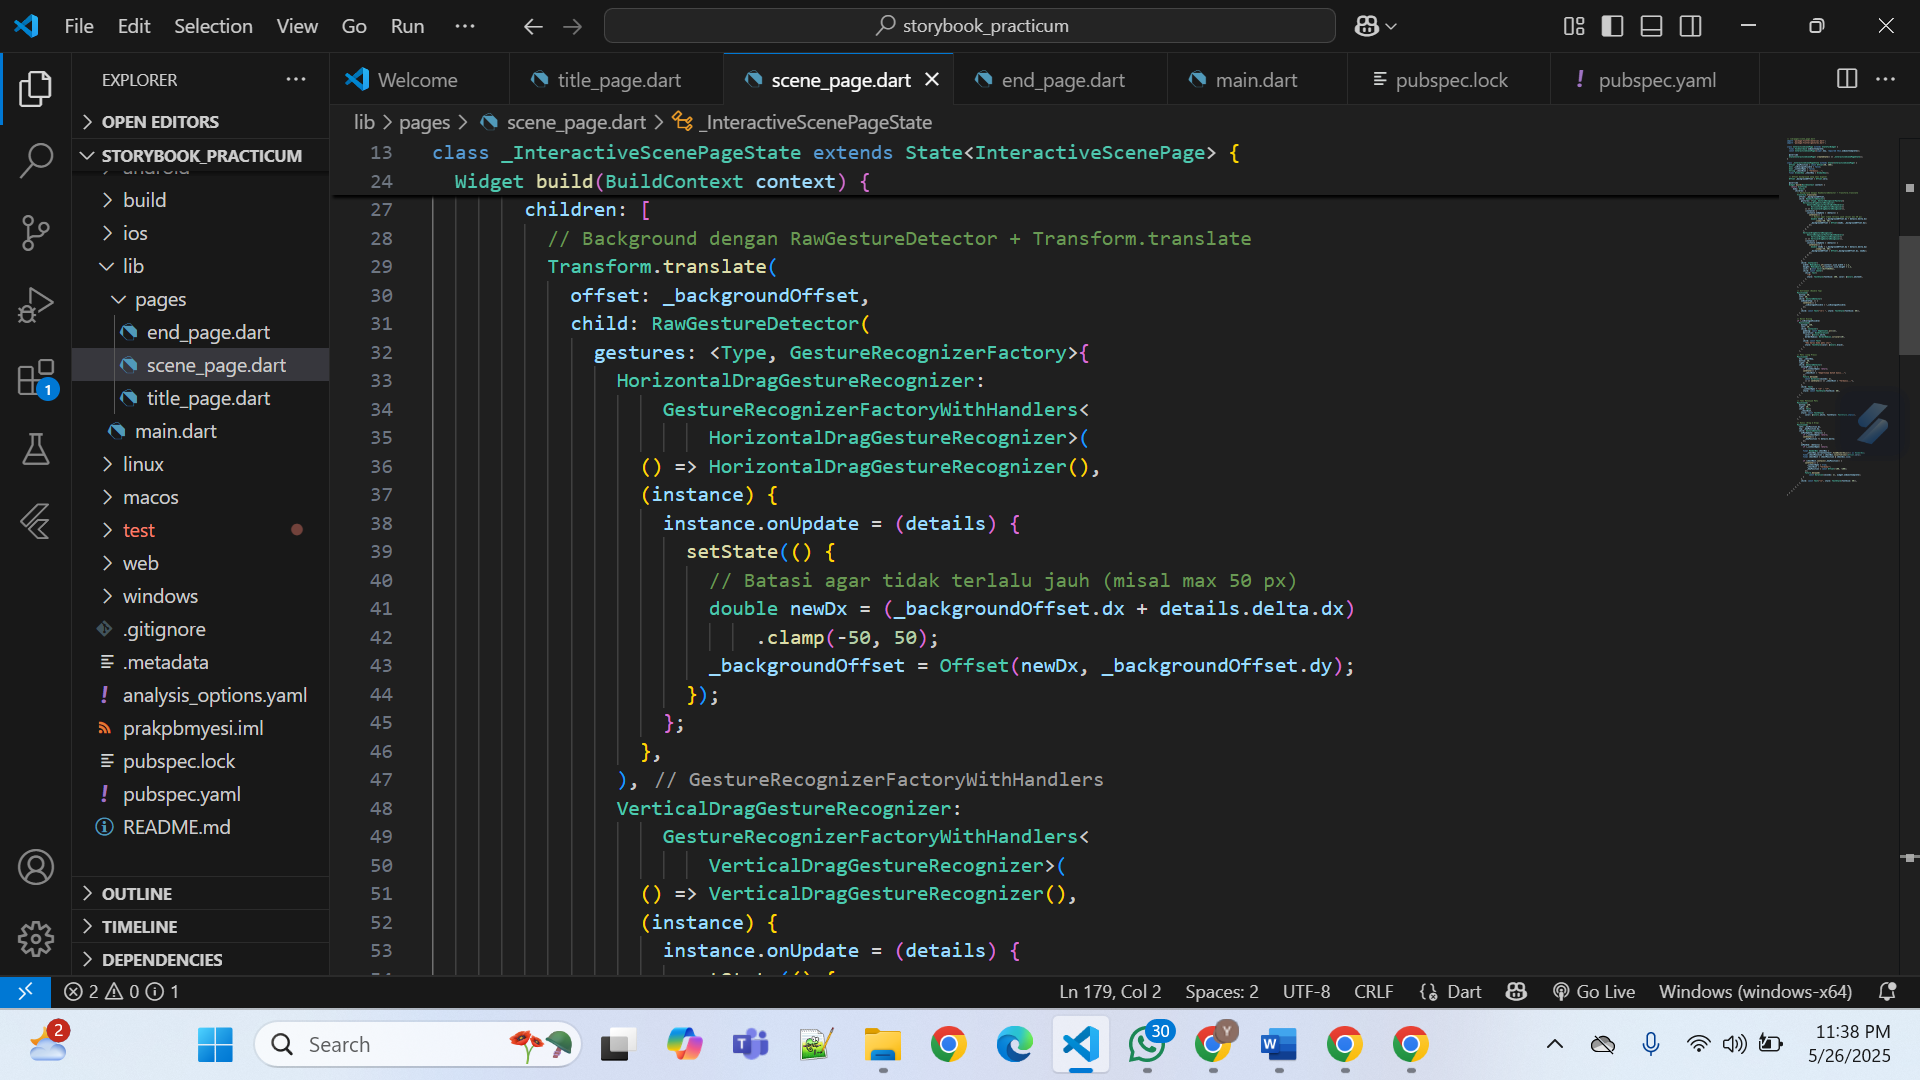 File Edit Selection View Go Run ... storybook_practicum
EXPLORER
Welcome title_page.dart scene_page.dart end_page.dart main.dart pubspec.lock pubspec.yaml
OPEN EDITORS
STORYBOOK_PRACTICUM
android
build
ios
lib
pages
end_page.dart
scene_page.dart
title_page.dart
main.dart
linux
macos
test
web
windows
.gitignore
.metadata
analysis_options.yaml
prakpbmyesi.iml
pubspec.lock
pubspec.yaml
README.md
OUTLINE
TIMELINE
DEPENDENCIES
1
lib > pages > scene_page.dart > _InteractiveScenePageState
13 class _InteractiveScenePageState extends State<InteractiveScenePage> {
24 Widget build(BuildContext context) {
27 children: [
28 // Background dengan RawGestureDetector + Transform.translate
29 Transform.translate(
30 offset: _backgroundOffset,
31 child: RawGestureDetector(
32 gestures: <Type, GestureRecognizerFactory>{
33 HorizontalDragGestureRecognizer:
34 GestureRecognizerFactoryWithHandlers<
35 HorizontalDragGestureRecognizer>(
36 () => HorizontalDragGestureRecognizer(),
37 (instance) {
38 instance.onUpdate = (details) {
39 setState(() {
40 // Batasi agar tidak terlalu jauh (misal max 50 px)
41 double newDx = (_backgroundOffset.dx + details.delta.dx)
42 .clamp(-50, 50);
43 _backgroundOffset = Offset(newDx, _backgroundOffset.dy);
44 });
45 };
46 },
47 ), // GestureRecognizerFactoryWithHandlers
48 VerticalDragGestureRecognizer:
49 GestureRecognizerFactoryWithHandlers<
50 VerticalDragGestureRecognizer>(
51 () => VerticalDragGestureRecognizer(),
52 (instance) {
53 instance.onUpdate = (details) {
2 0 1 Ln 179, Col 2 Spaces: 2 UTF-8 CRLF Dart Go Live Windows (windows-x64)
2 Search 30 Y
11:38 PM
5/26/2025